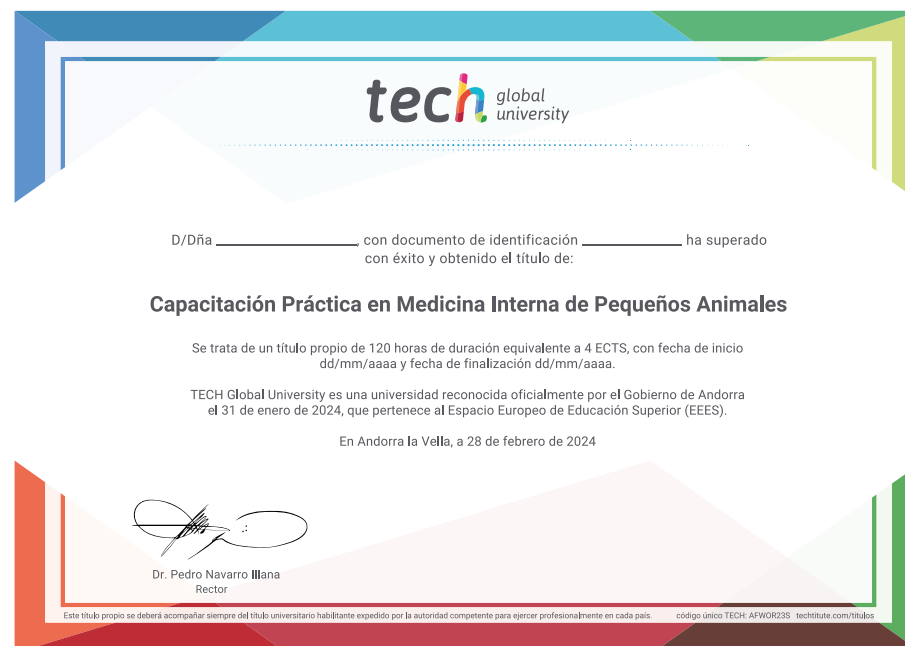 tech global university
D/Dña , con documento de identificación ha superado
con éxito y obtenido el título de:
Capacitación Práctica en Medicina Interna de Pequeños Animales
Se trata de un título propio de 120 horas de duración equivalente a 4 ECTS, con fecha de inicio
dd/mm/aaaa y fecha de finalización dd/mm/aaaa.
TECH Global University es una universidad reconocida oficialmente por el Gobierno de Andorra
el 31 de enero de 2024, que pertenece al Espacio Europeo de Educación Superior (EEES).
En Andorra la Vella, a 28 de febrero de 2024
Dr. Pedro Navarro Illana
Rector
Este título propio se deberá acompañar siempre del título universitario habilitante expedido por la autoridad competente para ejercer profesionalmente en cada país. código único TECH: AFWOR23S techtitute.com/titulos